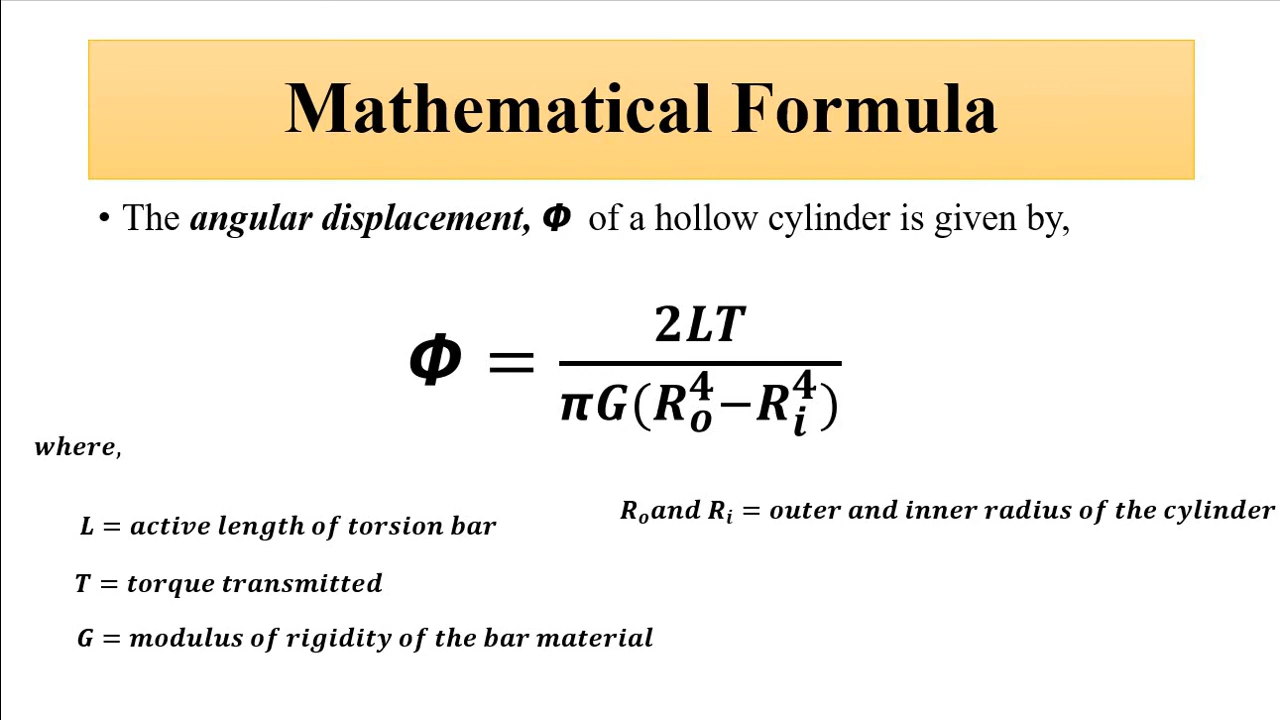 Mathematical Formula
• The angular displacement, Φ of a hollow cylinder is given by,
Φ = 2LT / πG(R_o^4−R_i^4)
where,
L = active length of torsion bar
R_o and R_i = outer and inner radius of the cylinder
T = torque transmitted
G = modulus of rigidity of the bar material